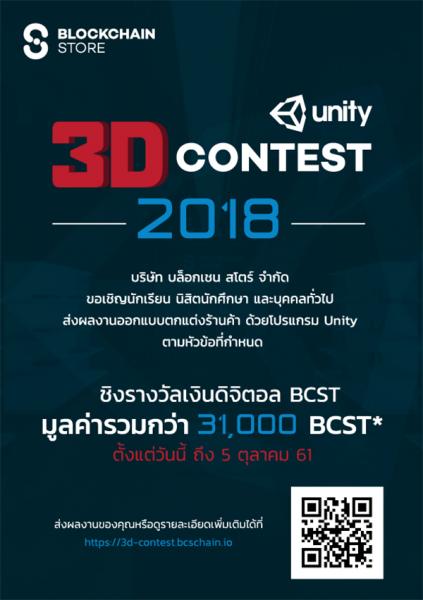 BLOCKCHAIN
STORE
unity
3D CONTEST
2018
บริษัท บล็อกเชน สโตร์ จำกัด
ขอเชิญนักเรียน นิสิตนักศึกษา และบุคคลทั่วไป
ส่งผลงานออกแบบตกแต่งร้านค้า ด้วยโปรแกรม Unity
ตามหัวข้อที่กำหนด
ชิงรางวัลเงินดิจิตอล BCST
มูลค่ารวมกว่า 31,000 BCST*
ตั้งแต่วันนี้ ถึง 5 ตุลาคม 61
ส่งผลงานของคุณหรือดูรายละเอียดเพิ่มเติมได้ที่
https://3d-contest.bcschain.io